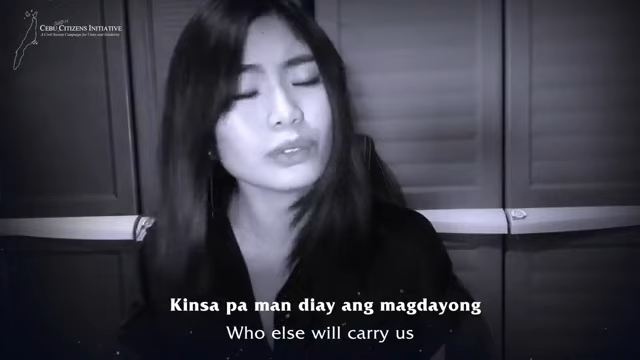 CEBU CITIZENS INITIATIVE
Kinsa pa man diay ang magdayong
Who else will carry us